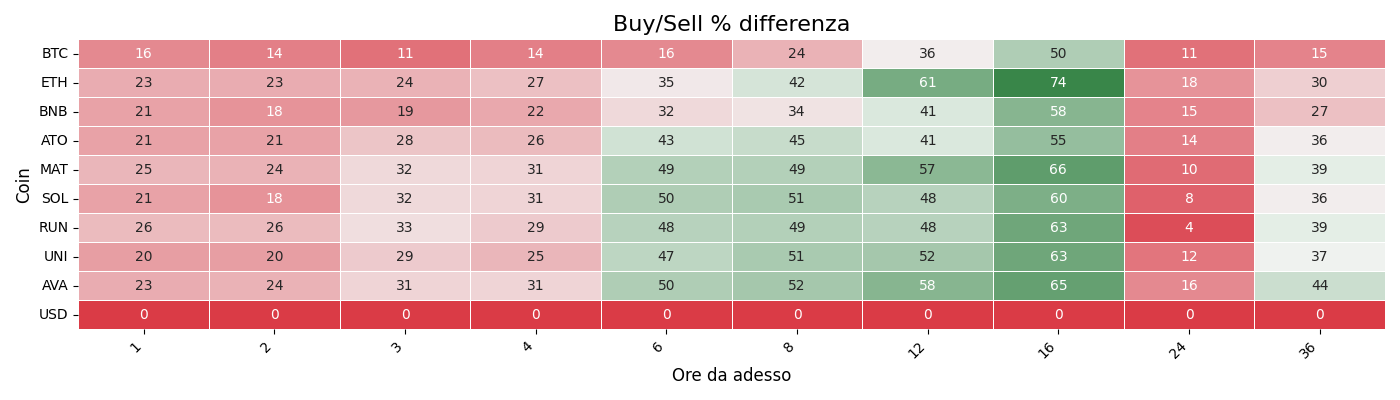 Buy/Sell % differenza
Coin
BTC 16 14 11 14 16 24 36 50 11 15
ETH 23 23 24 27 35 42 61 74 18 30
BNB 21 18 19 22 32 34 41 58 15 27
ATO 21 21 28 26 43 45 41 55 14 36
MAT 25 24 32 31 49 49 57 66 10 39
SOL 21 18 32 31 50 51 48 60 8 36
RUN 26 26 33 29 48 49 48 63 4 39
UNI 20 20 29 25 47 51 52 63 12 37
AVA 23 24 31 31 50 52 58 65 16 44
USD 0 0 0 0 0 0 0 0 0 0
1 2 3 4 6 8 12 16 24 36
Ore da adesso